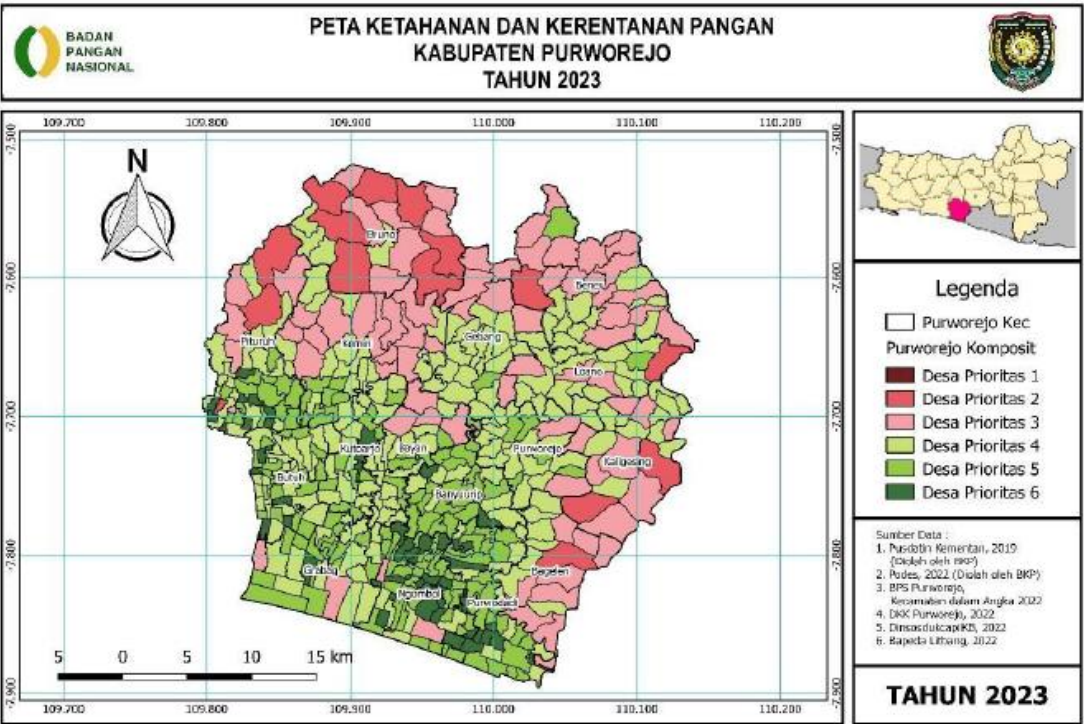 BADAN
PANGAN
NASIONAL
PETA KETAHANAN DAN KERENTANAN PANGAN
KABUPATEN PURWOREJO
TAHUN 2023
109.700 109.800 109.900 110.000 110.100 110.200
-7.500
-7.500
N
Bruno
-7.600
-7.600
Bener
Pituruh
Kemiri
Gebang
Loano
-7.700
-7.700
Kutoarjo
Bayan
Purworejo
Kaligesing
Butuh
Banyuurip
-7.800
-7.800
Grabag
Bagelen
Ngombol
Purwodadi
5 0 5 10 15 km
-7.900
-7.900
109.700 109.800 109.900 110.000 110.100 110.200
Legenda
Purworejo Kec
Purworejo Komposit
Desa Prioritas 1
Desa Prioritas 2
Desa Prioritas 3
Desa Prioritas 4
Desa Prioritas 5
Desa Prioritas 6
Sumber Data :
1. Pusdatin Kementan, 2019
(Diolah oleh BKP)
2. Podes, 2022 (Diolah oleh BKP)
3. BPS Purworejo,
Kecamatan dalam Angka 2022
4. DKK Purworejo, 2022
5. DinsosdukcapilKB, 2022
6. Bapeda Litbang, 2022
TAHUN 2023